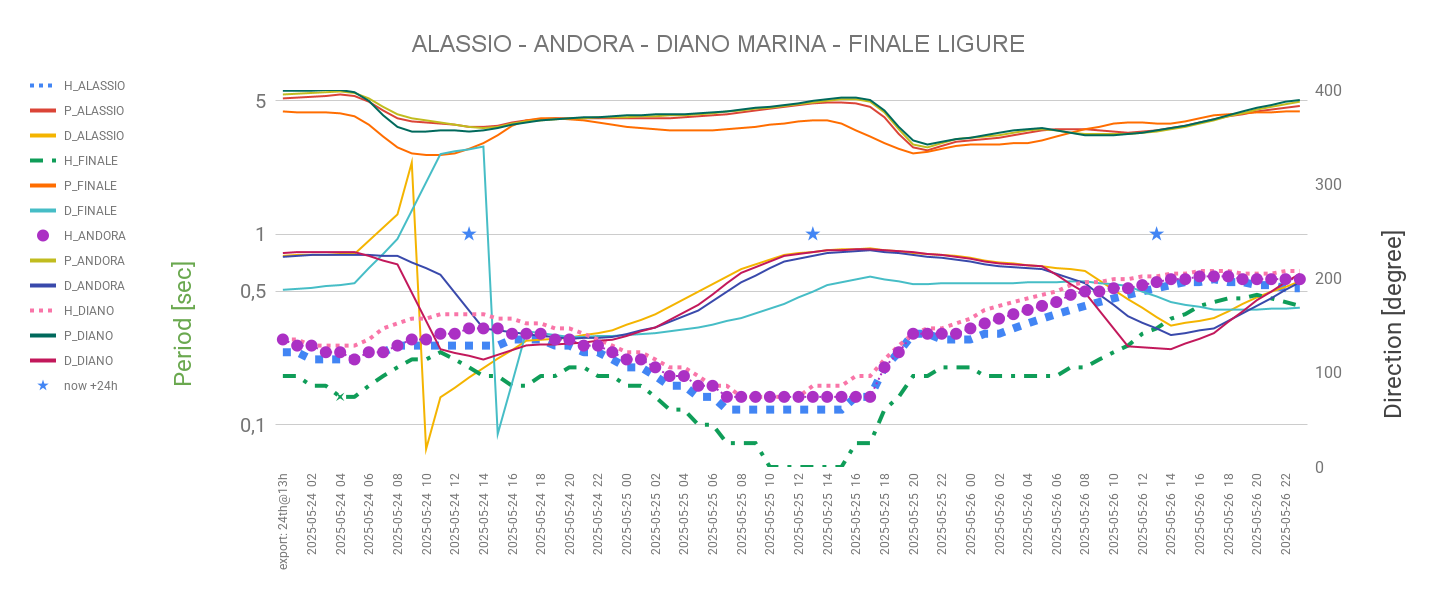 ALASSIO - ANDORA - DIANO MARINA - FINALE LIGURE
H_ALASSIO
P_ALASSIO
D_ALASSIO
H_FINALE
P_FINALE
D_FINALE
H_ANDORA
P_ANDORA
D_ANDORA
H_DIANO
P_DIANO
D_DIANO
now +24h
Period [sec]
5
1
0,5
0,1
400
300
200
100
0
Direction [degree]
export: 24th@13h
2025-05-24 02
2025-05-24 04
2025-05-24 06
2025-05-24 08
2025-05-24 10
2025-05-24 12
2025-05-24 14
2025-05-24 16
2025-05-24 18
2025-05-24 20
2025-05-24 22
2025-05-25 00
2025-05-25 02
2025-05-25 04
2025-05-25 06
2025-05-25 08
2025-05-25 10
2025-05-25 12
2025-05-25 14
2025-05-25 16
2025-05-25 18
2025-05-25 20
2025-05-25 22
2025-05-26 00
2025-05-26 02
2025-05-26 04
2025-05-26 06
2025-05-26 08
2025-05-26 10
2025-05-26 12
2025-05-26 14
2025-05-26 16
2025-05-26 18
2025-05-26 20
2025-05-26 22